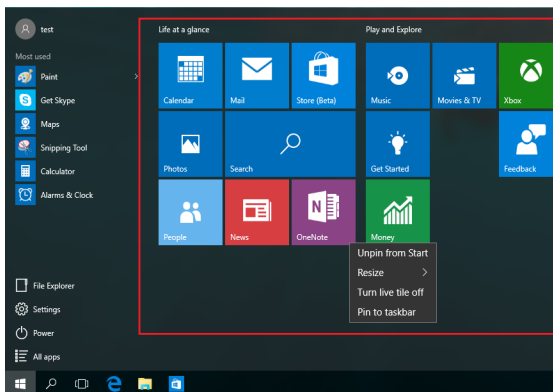 test
Most used
Paint
Get Skype
Maps
Snipping Tool
Calculator
Alarms & Clock
File Explorer
Settings
Power
All apps
Life at a glance
Play and Explore
Calendar
Mail
Store (Beta)
Music
Movies & TV
Xbox
Photos
Search
Get Started
Feedback
People
News
OneNote
Money
Unpin from Start
Resize
Turn live tile off
Pin to taskbar